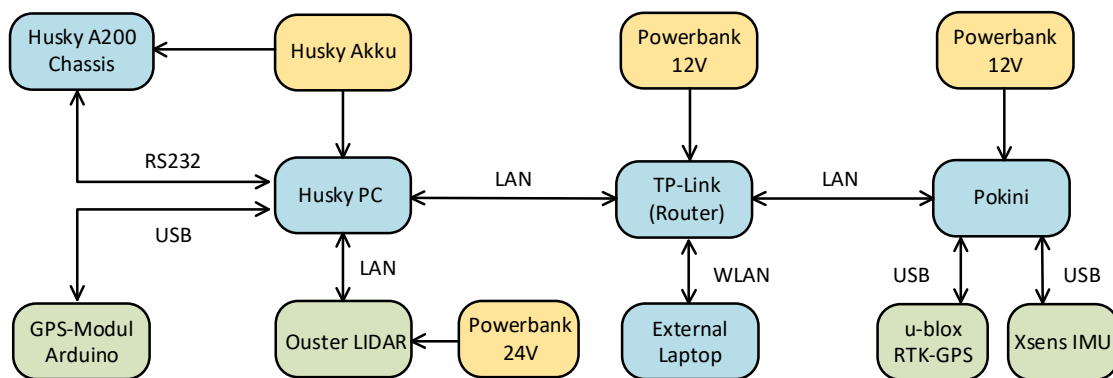 Husky A200
Chassis
Husky Akku
Powerbank
12V
Powerbank
12V
RS232
Husky PC
LAN
TP-Link
(Router)
LAN
Pokini
USB
LAN
WLAN
USB
USB
GPS-Modul
Arduino
Ouster LIDAR
Powerbank
24V
External
Laptop
u-blox
RTK-GPS
Xsens IMU